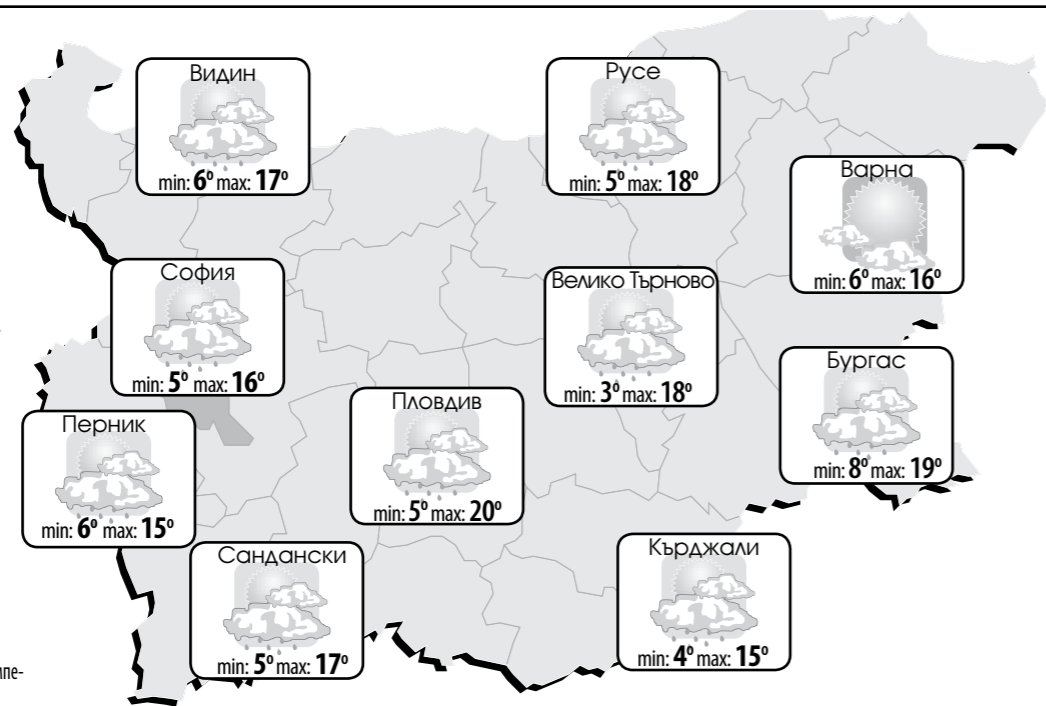 Видин
min: 6° max: 17°
Русе
min: 5° max: 18°
Варна
min: 6° max: 16°
София
min: 5° max: 16°
Велико Търново
min: 3° max: 18°
Бургас
min: 8° max: 19°
Пловдив
min: 5° max: 20°
Перник
min: 6° max: 15°
Сандански
min: 5° max: 17°
Кърджали
min: 4° max: 15°